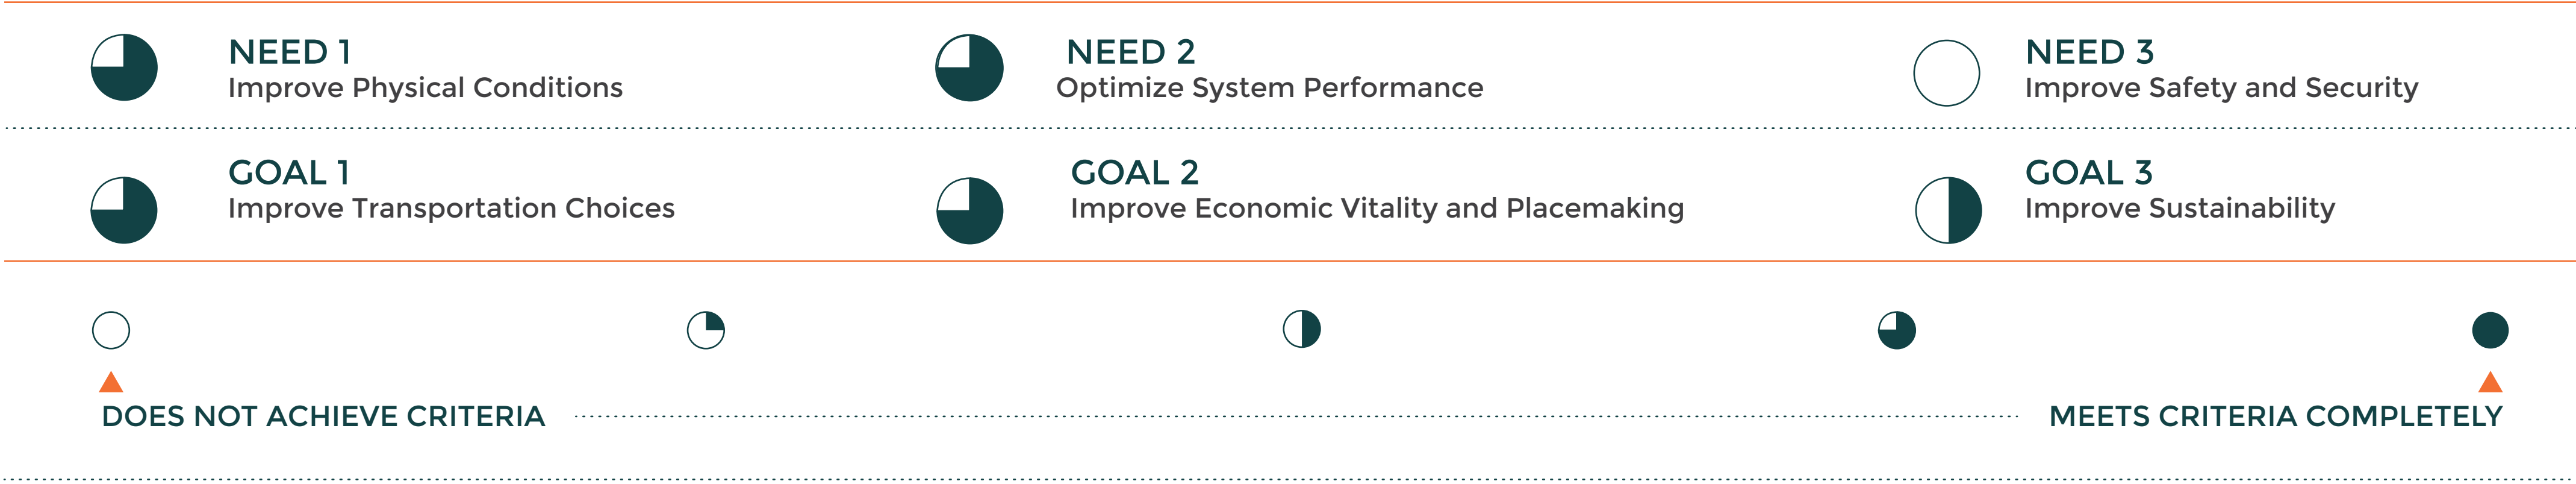 NEED 1
Improve Physical Conditions
NEED 2
Optimize System Performance
NEED 3
Improve Safety and Security
GOAL 1
Improve Transportation Choices
GOAL 2
Improve Economic Vitality and Placemaking
GOAL 3
Improve Sustainability
DOES NOT ACHIEVE CRITERIA
MEETS CRITERIA COMPLETELY